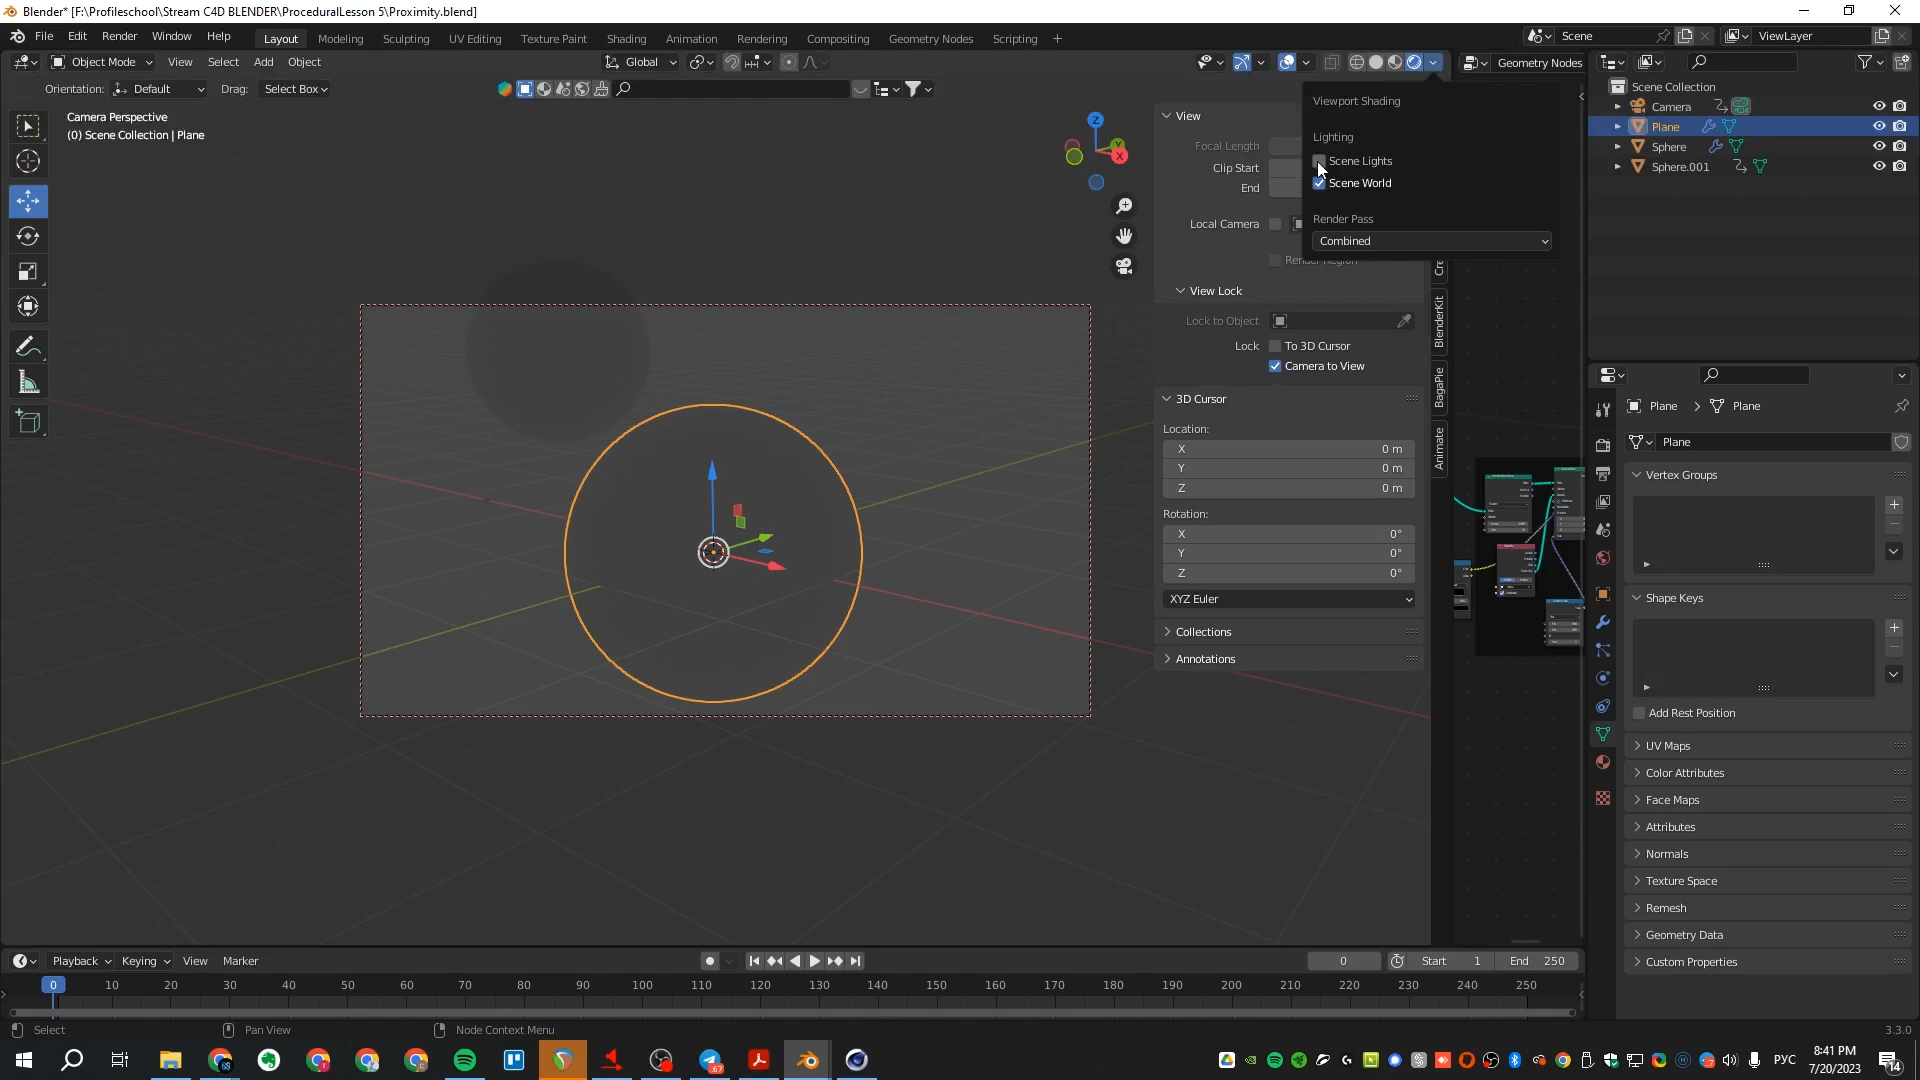 Blender* [F:\Profileschool\Stream C4D BLENDER\ProceduralLesson 5\Proximity.blend]
File Edit Render Window Help Layout Modeling Sculpting UV Editing Texture Paint Shading Animation Rendering Compositing Geometry Nodes Scripting + Scene ViewLayer
Object Mode View Select Add Object Global Geometry Nodes
Orientation: Default Drag: Select Box
Camera Perspective
(0) Scene Collection | Plane
Z
Y
X
View
Focal Length
Clip Start
End
Local Camera
Render Region
View Lock
Lock to Object
Lock To 3D Cursor
Camera to View
3D Cursor
Location:
X 0 m
Y 0 m
Z 0 m
Rotation:
X 0°
Y 0°
Z 0°
XYZ Euler
Collections
Annotations
Viewport Shading
Lighting
Scene Lights
Scene World
Render Pass
Combined
Cre
BlenderKit
BagaPie
Animate
Scene Collection
Camera
Plane
Sphere
Sphere.001
Plane > Plane
Plane
Vertex Groups
Shape Keys
Add Rest Position
UV Maps
Color Attributes
Face Maps
Attributes
Normals
Texture Space
Remesh
Geometry Data
Custom Properties
Playback Keying View Marker 0 Start 1 End 250
0 10 20 30 40 50 60 70 80 90 100 110 120 130 140 150 160 170 180 190 200 210 220 230 240 250
Select Pan View Node Context Menu 3.3.0
67
РУС
8:41 PM
7/20/2023
14